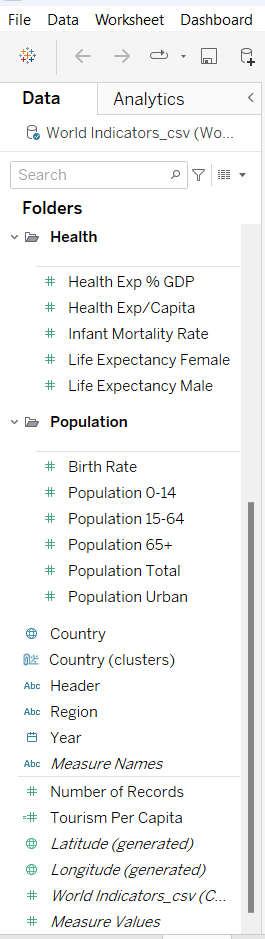 File Data Worksheet Dashboard
Data Analytics
World Indicators_csv (Wo...
Search
Folders
Health
# Health Exp % GDP
# Health Exp/Capita
# Infant Mortality Rate
# Life Expectancy Female
# Life Expectancy Male
Population
# Birth Rate
# Population 0-14
# Population 15-64
# Population 65+
# Population Total
# Population Urban
Country
Country (clusters)
Abc Header
Abc Region
Year
Abc Measure Names
# Number of Records
=# Tourism Per Capita
Latitude (generated)
Longitude (generated)
# World Indicators_csv (C...
# Measure Values